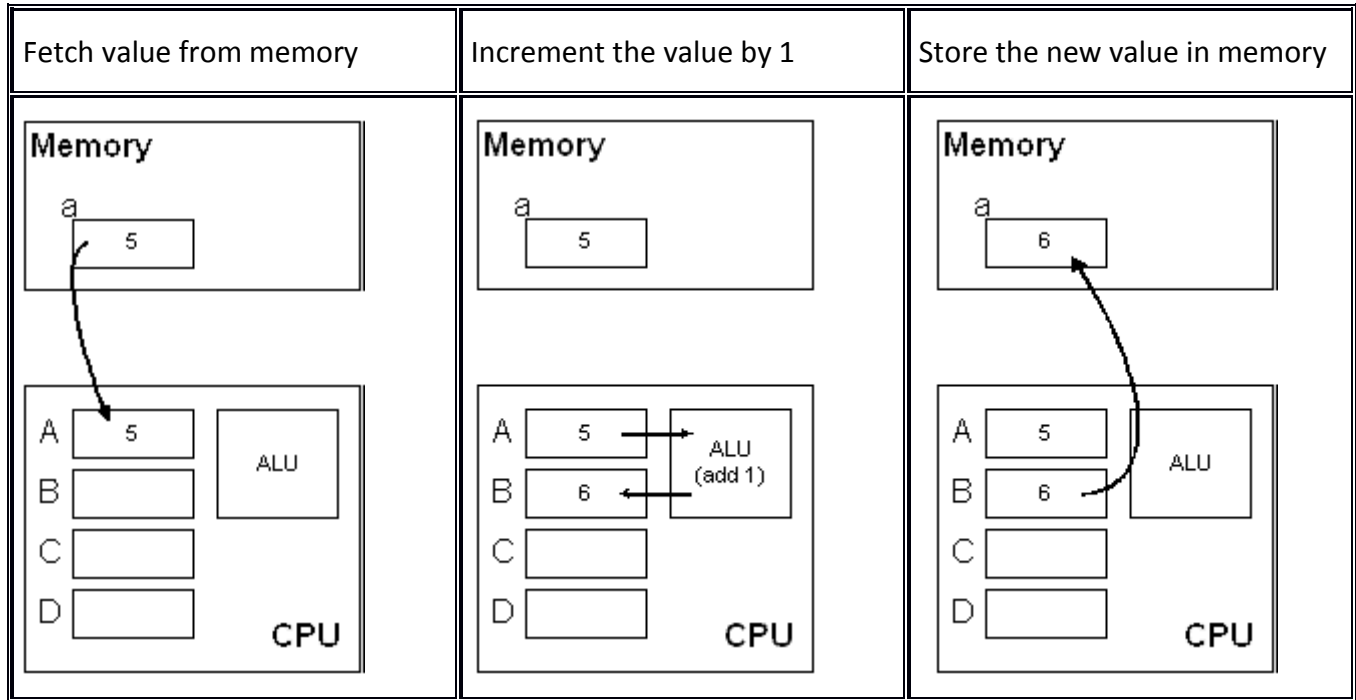 Fetch value from memory
Increment the value by 1
Store the new value in memory
Memory
a
5
A
5
ALU
B
C
D
CPU
Memory
a
5
A
5
ALU
(add 1)
B
6
C
D
CPU
Memory
a
6
A
5
ALU
B
6
C
D
CPU